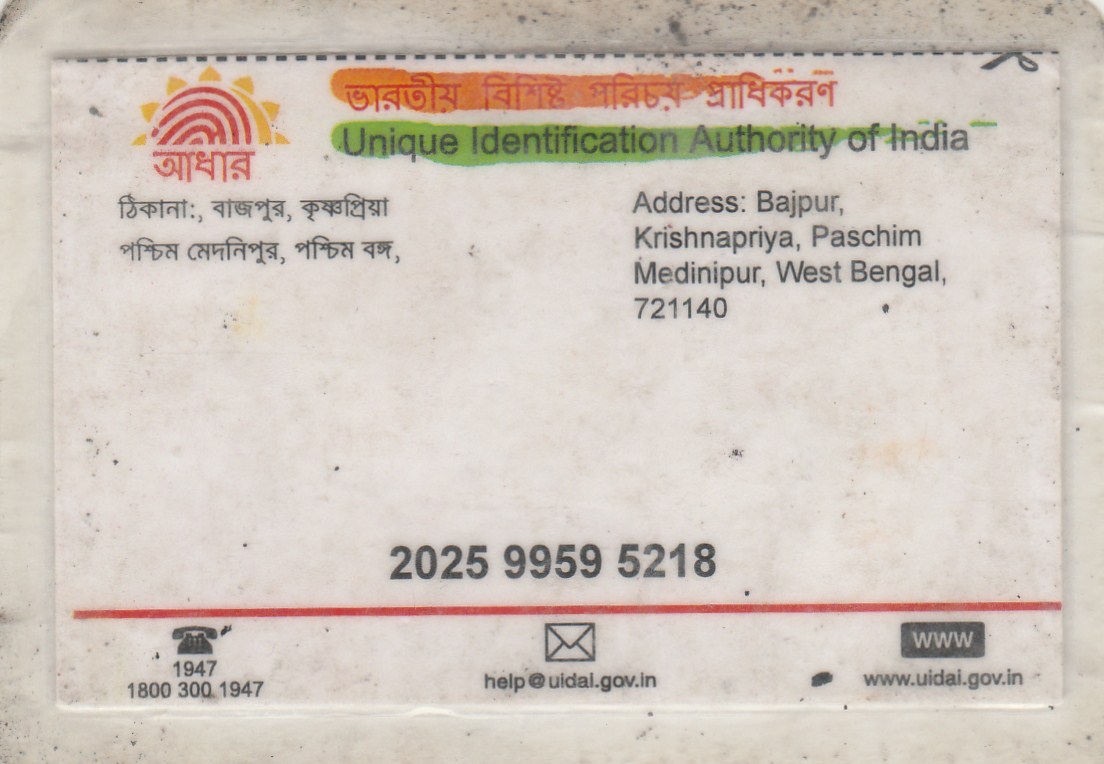 ভারতীয় বিশিষ্ট পরিচয় প্রাধিকরণ
Unique Identification Authority of India
আধার
ঠিকানা:, বাজপুর, কৃষ্ণপ্রিয়া
পশ্চিম মেদনিপুর, পশ্চিম বঙ্গ,
Address: Bajpur,
Krishnapriya, Paschim
Medinipur, West Bengal,
721140
2025 9959 5218
1947
1800 300 1947
help@uidai.gov.in
www
www.uidai.gov.in